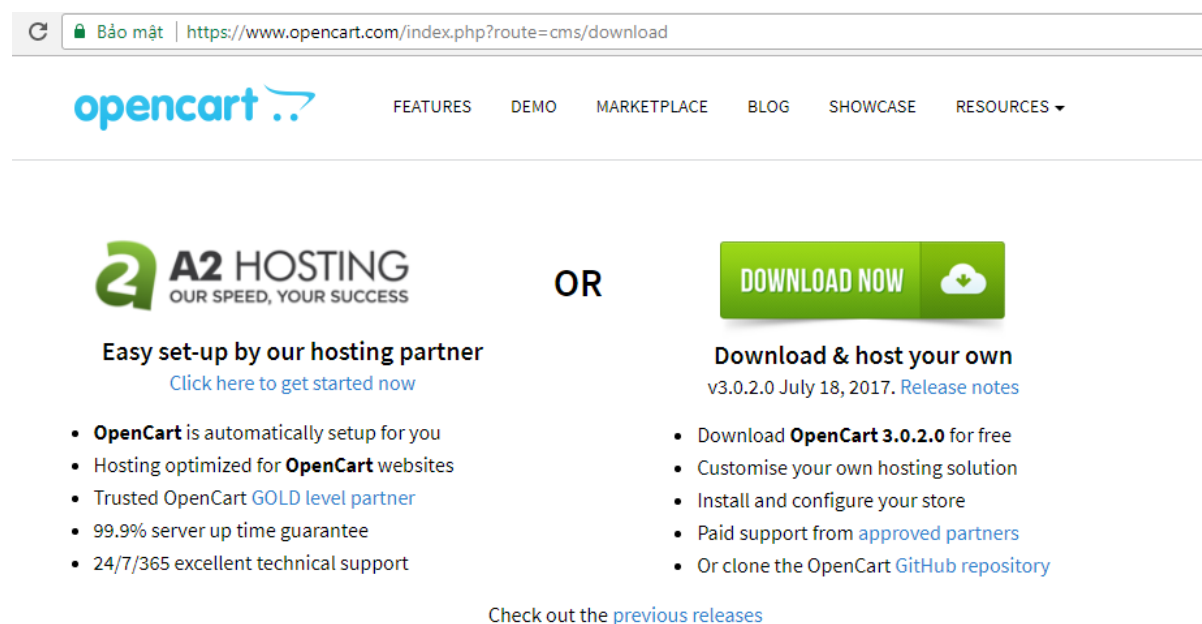 Bảo mật | https://www.opencart.com/index.php?route=cms/download
opencart FEATURES DEMO MARKETPLACE BLOG SHOWCASE RESOURCES
A2 HOSTING
OUR SPEED, YOUR SUCCESS
Easy set-up by our hosting partner
Click here to get started now
• OpenCart is automatically setup for you
• Hosting optimized for OpenCart websites
• Trusted OpenCart GOLD level partner
• 99.9% server up time guarantee
• 24/7/365 excellent technical support
OR
DOWNLOAD NOW
Download & host your own
v3.0.2.0 July 18, 2017. Release notes
• Download OpenCart 3.0.2.0 for free
• Customise your own hosting solution
• Install and configure your store
• Paid support from approved partners
• Or clone the OpenCart GitHub repository
Check out the previous releases